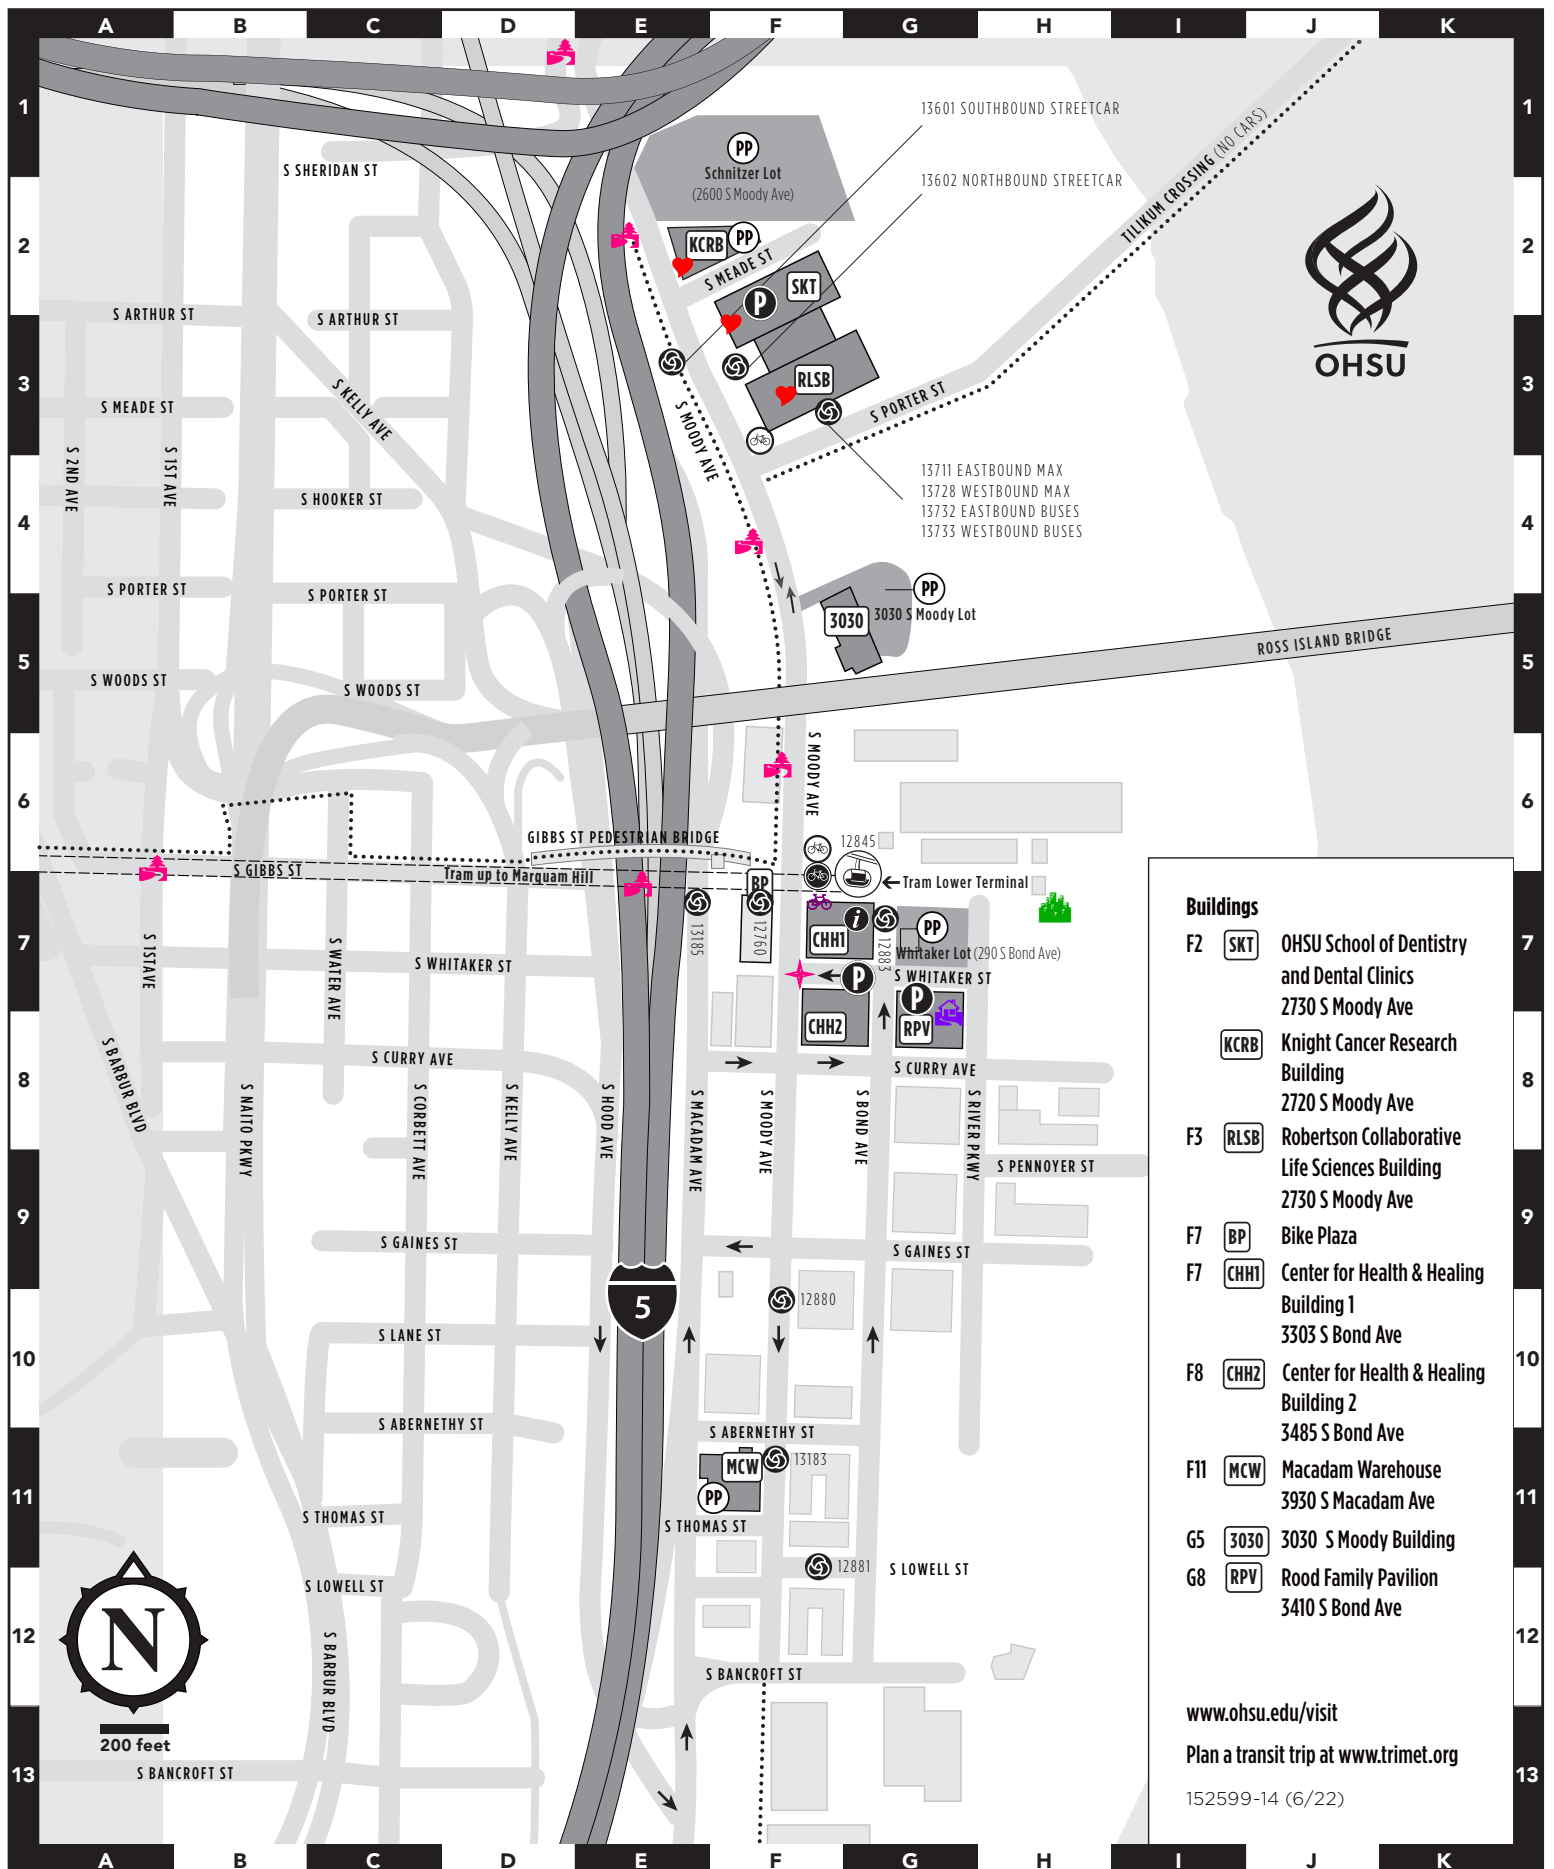 A B C D E F G H I J K
1
2
3
4
5
6
7
8
9
10
11
12
13
1
2
3
4
5
6
7
8
9
10
11
12
13
13601 SOUTHBOUND STREETCAR
PP
Schnitzer Lot
(2600 S Moody Ave)
S SHERIDAN ST
13602 NORTHBOUND STREETCAR
TILIKUM CROSSING (NO CARS)
OHSU
KCRB
PP
S MEADE ST
SKT
P
S ARTHUR ST
S ARTHUR ST
RLSB
S KELLY AVE
S MEADE ST
S PORTER ST
S MOODY AVE
S 2ND AVE
S 1ST AVE
S HOOKER ST
13711 EASTBOUND MAX
13728 WESTBOUND MAX
13732 EASTBOUND BUSES
13733 WESTBOUND BUSES
S PORTER ST
S PORTER ST
PP
3030
3030 S Moody Lot
ROSS ISLAND BRIDGE
S WOODS ST
S WOODS ST
S MOODY AVE
GIBBS ST PEDESTRIAN BRIDGE
12845
S GIBBS ST
Tram up to Marquam Hill
Tram Lower Terminal
BP
13185
12760
CHH1
i
12883
PP
Whitaker Lot (290 S Bond Ave)
S 1STAVE
S WATER AVE
S WHITAKER ST
S WHITAKER ST
P
P
CHH2
RPV
S BARBUR BLVD
S CURRY AVE
S CURRY AVE
S NAITO PKWY
S CORBETT AVE
S KELLY AVE
S HOOD AVE
S MACADAM AVE
S MOODY AVE
S BOND AVE
S RIVER PKWY
S PENNOYER ST
S GAINES ST
S GAINES ST
5
12880
S LANE ST
S ABERNETHY ST
S ABERNETHY ST
MCW
13183
PP
S THOMAS ST
S THOMAS ST
12881
S LOWELL ST
S LOWELL ST
N
S BARBUR BLVD
S BANCROFT ST
200 feet
S BANCROFT ST
Buildings
F2 SKT OHSU School of Dentistry
and Dental Clinics
2730 S Moody Ave
KCRB Knight Cancer Research
Building
2720 S Moody Ave
F3 RLSB Robertson Collaborative
Life Sciences Building
2730 S Moody Ave
F7 BP Bike Plaza
F7 CHH1 Center for Health & Healing
Building 1
3303 S Bond Ave
F8 CHH2 Center for Health & Healing
Building 2
3485 S Bond Ave
F11 MCW Macadam Warehouse
3930 S Macadam Ave
G5 3030 3030 S Moody Building
G8 RPV Rood Family Pavilion
3410 S Bond Ave
www.ohsu.edu/visit
Plan a transit trip at www.trimet.org
152599-14 (6/22)
A B C D E F G H I J K